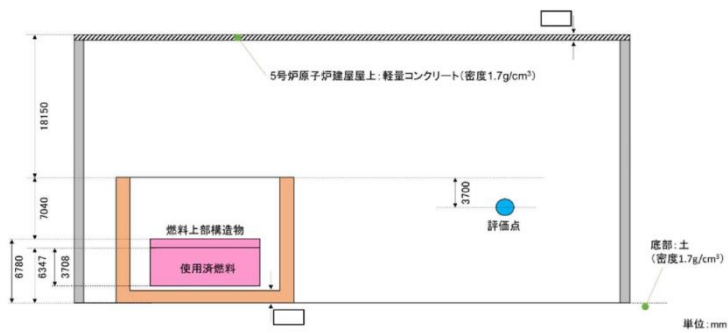 5号炉原子炉建屋屋上：軽量コンクリート（密度1.7g/cm³）
18150
7040
3700
評価点
燃料上部構造物
使用済燃料
6780
6347
3708
底部：土
（密度1.7g/cm³）
単位：mm